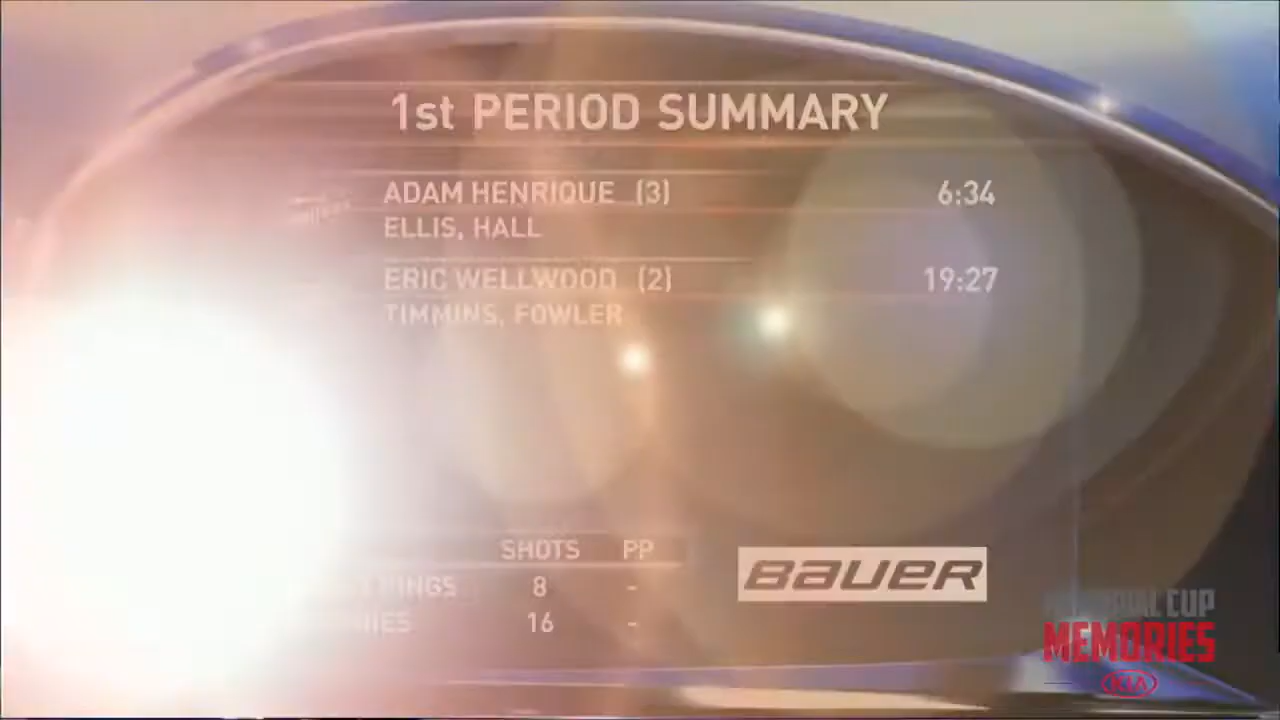 1st PERIOD SUMMARY
ADAM HENRIQUE (3) 6:34
ELLIS, HALL
ERIC WELLWOOD (2) 19:27
TIMMINS, FOWLER
SHOTS PP
8 -
16 -
BAUER
CUP
MEMORIES
KIA